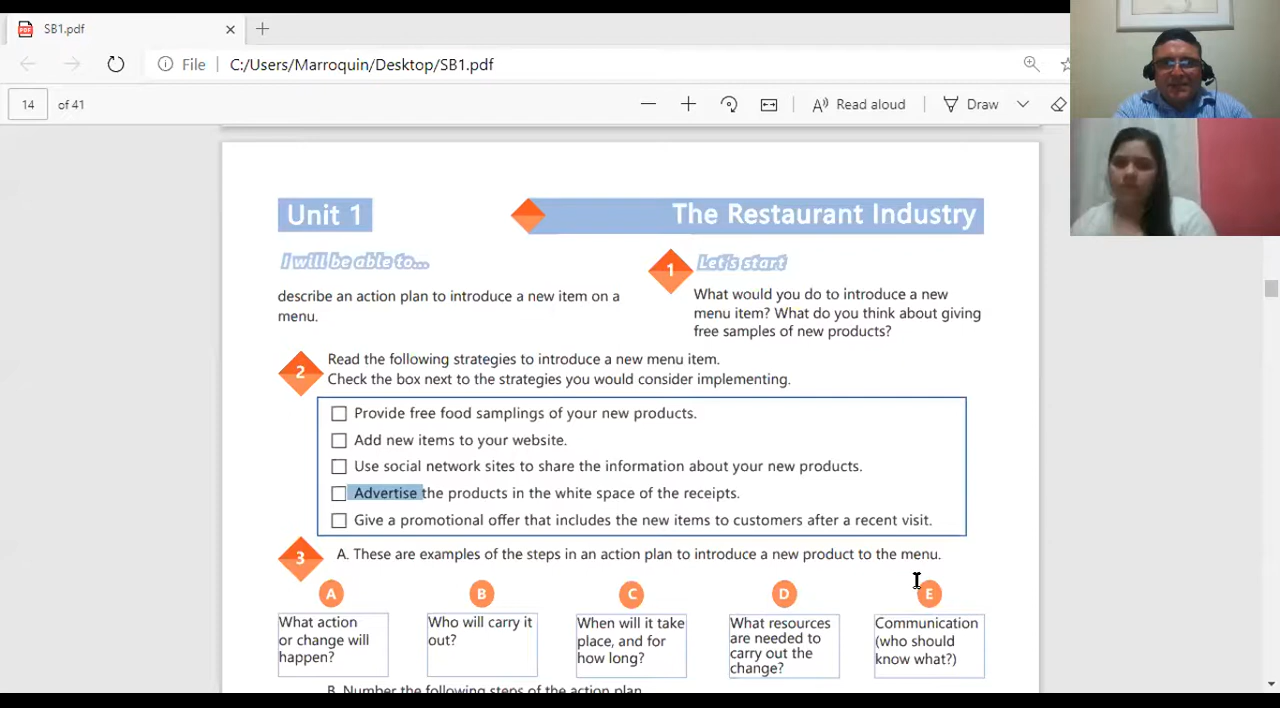 SB1.pdf
File
C:/Users/Marroquin/Desktop/SB1.pdf
14 of 41
Read aloud
Draw
Unit 1
The Restaurant Industry
I will be able to...
describe an action plan to introduce a new item on a
menu.
1
Let's start
What would you do to introduce a new
menu item? What do you think about giving
free samples of new products?
2
Read the following strategies to introduce a new menu item.
Check the box next to the strategies you would consider implementing.
Provide free food samplings of your new products.
Add new items to your website.
Use social network sites to share the information about your new products.
Advertise the products in the white space of the receipts.
Give a promotional offer that includes the new items to customers after a recent visit.
3
A. These are examples of the steps in an action plan to introduce a new product to the menu.
A
What action
or change will
happen?
B
Who will carry it
out?
C
When will it take
place, and for
how long?
D
What resources
are needed to
carry out the
change?
E
Communication
(who should
know what?)
B. Number the following steps of the action plan